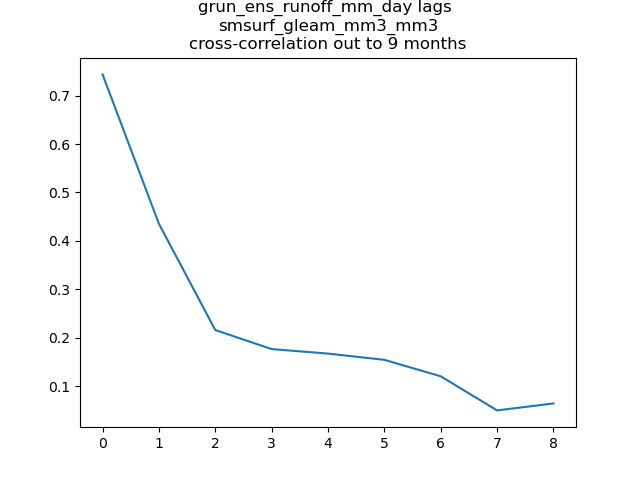 grun_ens_runoff_mm_day lags
smsurf_gleam_mm3_mm3
cross-correlation out to 9 months
0.7
0.6
0.5
0.4
0.3
0.2
0.1
0 1 2 3 4 5 6 7 8